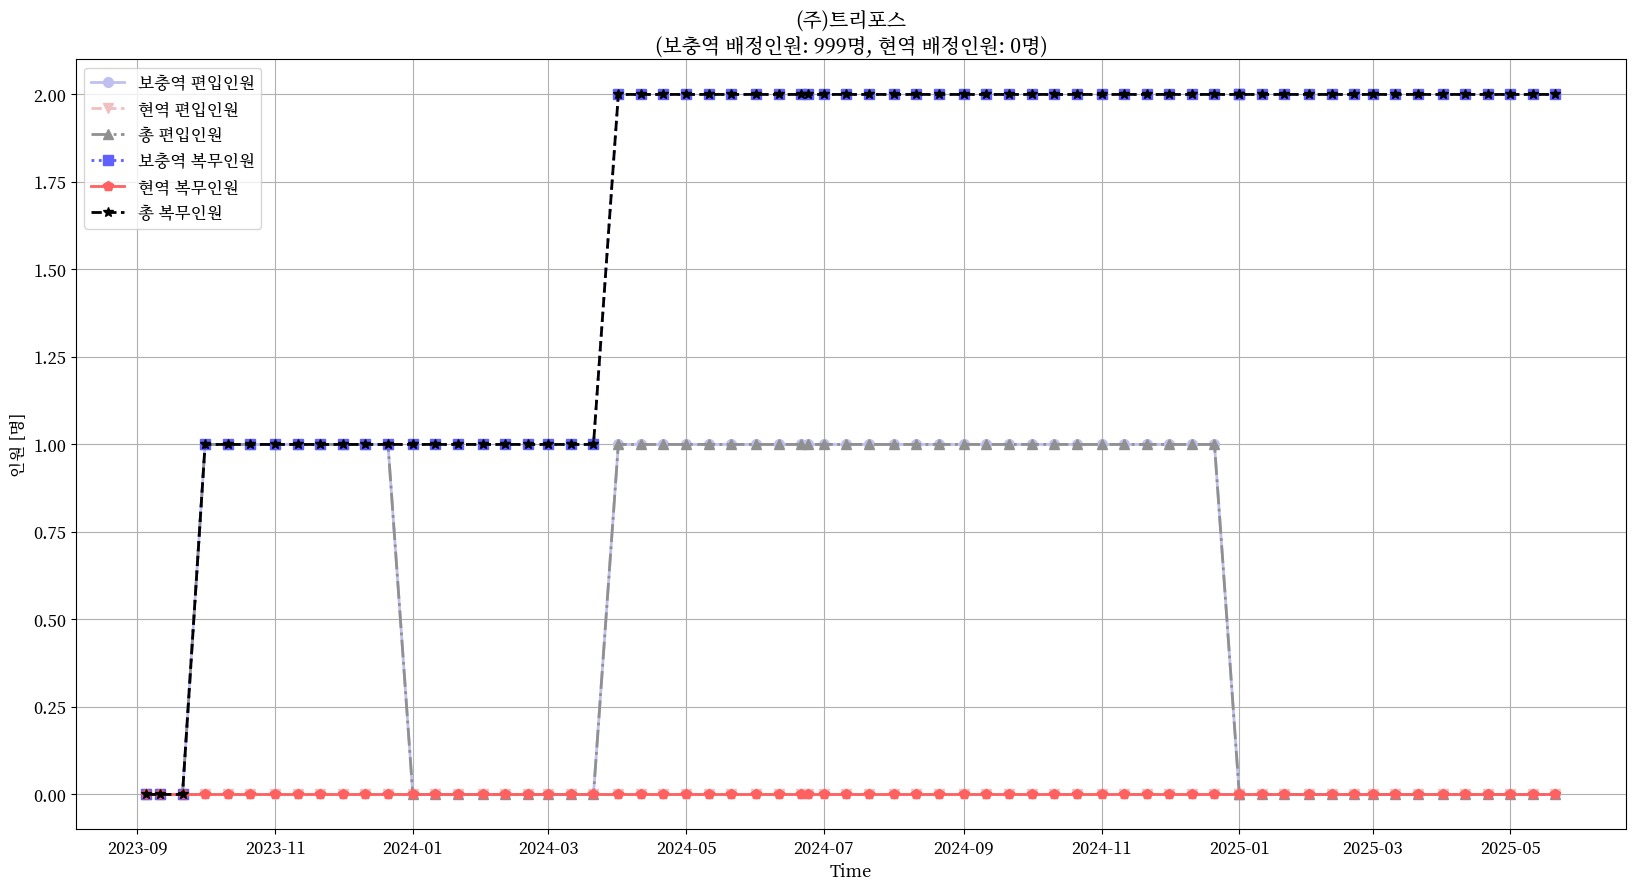 (주)트리포스
(보충역 배정인원: 999명, 현역 배정인원: 0명)
보충역 편입인원
현역 편입인원
총 편입인원
보충역 복무인원
현역 복무인원
총 복무인원
2.00
1.75
1.50
1.25
1.00
0.75
0.50
0.25
0.00
인원 [명]
2023-09
2023-11
2024-01
2024-03
2024-05
2024-07
2024-09
2024-11
2025-01
2025-03
2025-05
Time